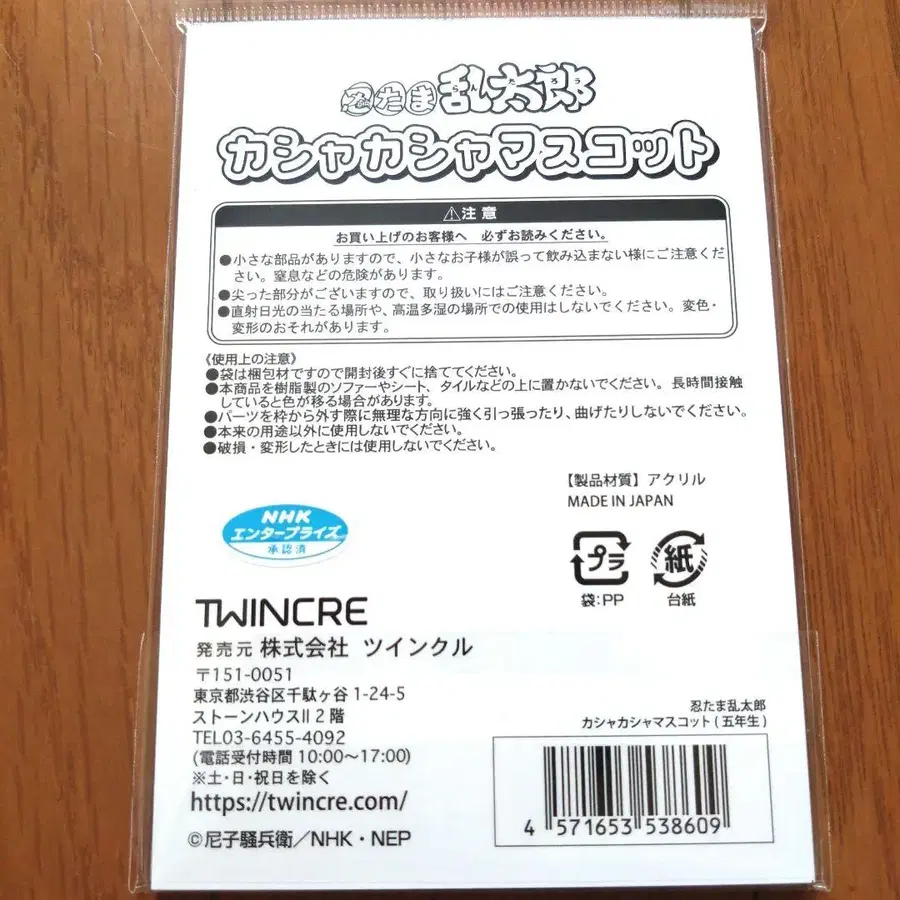 忍たま乱太郎
らんたろう
カシャカシャマスコット
⚠注意
お買い上げのお客様へ 必ずお読みください。
●小さな部品がありますので、小さなお子様が誤って飲み込まない様にご注意くだ
さい。窒息などの危険があります。
●尖った部分がございますので、取り扱いにはご注意ください。
●直射日光の当たる場所や、高温多湿の場所での使用はしないでください。変色・
変形のおそれがあります。
《使用上の注意》
●袋は梱包材ですので開封後すぐに捨ててください。
●本商品を樹脂製のソファーやシート、タイルなどの上に置かないでください。長時間接触
していると色が移る場合があります。
●パーツを枠から外す際に無理な方向に強く引っ張ったり、曲げたりしないでください。
●本来の用途以外に使用しないでください。
●破損・変形したときには使用しないでください。
【製品材質】アクリル
MADE IN JAPAN
NHK
エンタープライズ
承認済
プラ
袋:PP
紙
台紙
TWINCRE
発売元 株式会社 ツインクル
〒151-0051
東京都渋谷区千駄ヶ谷 1-24-5
ストーンハウスII 2 階
TEL03-6455-4092
(電話受付時間 10:00〜17:00)
※土・日・祝日を除く
https://twincre.com/
©尼子騒兵衛/NHK・NEP
忍たま乱太郎
カシャカシャマスコット(五年生)
4 571653 538609